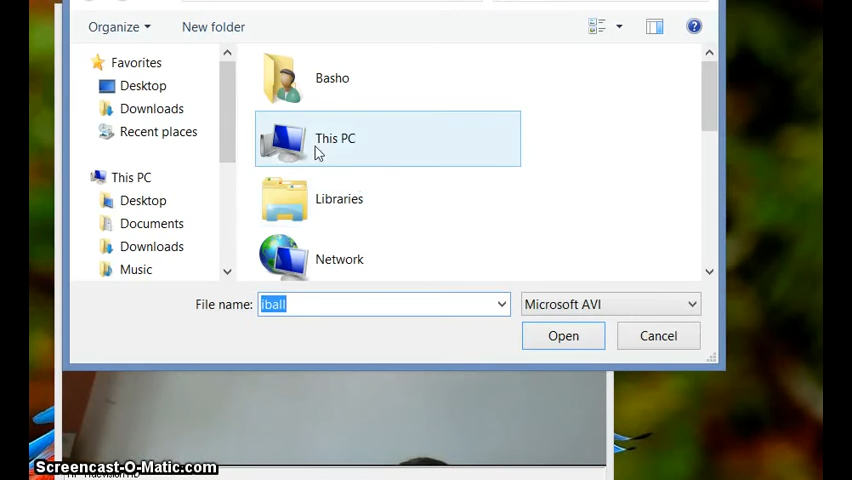 Organize
New folder
Favorites
Desktop
Downloads
Recent places
This PC
Desktop
Documents
Downloads
Music
Basho
This PC
Libraries
Network
File name:
iball
Microsoft AVI
Open
Cancel
Screencast-O-Matic.com